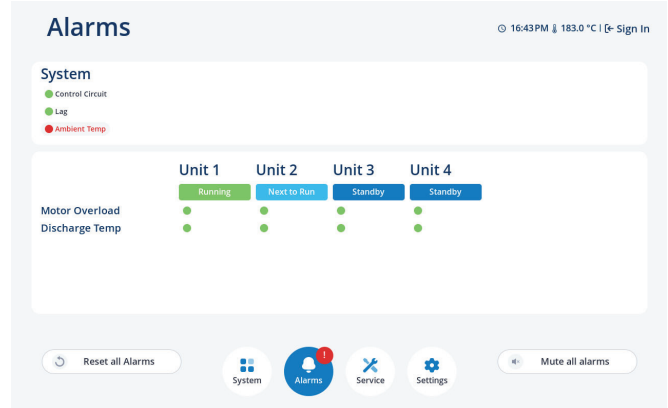 Alarms
16:43PM 183.0 °C | Sign In
System
Control Circuit
Lag
Ambient Temp
Unit 1 Unit 2 Unit 3 Unit 4
Running Next to Run Standby Standby
Motor Overload
Discharge Temp
Reset all Alarms
System
Alarms
!
Service
Settings
Mute all alarms